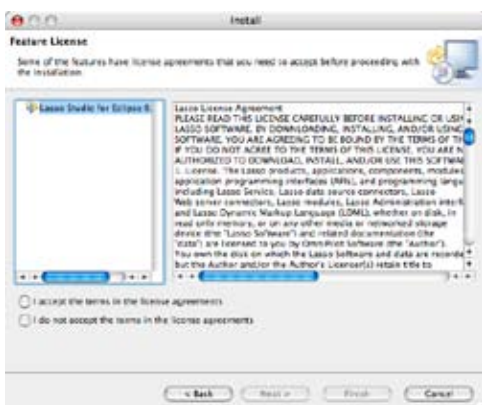 Install
Feature License
Some of the features have license agreements that you need to accept before proceeding with
the installation.
Lasso Studio for Eclipse
Lasso License Agreement
PLEASE READ THIS LICENSE CAREFULLY BEFORE INSTALLING OR
LASSO SOFTWARE. BY DOWNLOADING, INSTALLING, AND/OR USING
SOFTWARE, YOU ARE AGREEING TO BE BOUND BY THE TERMS OF
IF YOU DO NOT AGREE TO THE TERMS OF THIS LICENSE, YOU ARE
AUTHORIZED TO DOWNLOAD, INSTALL, AND/OR USE THIS
1. License. The Lasso products, applications, components, modules
application programming interfaces (APIs), and programming
including Lasso Service, Lasso data source connectors, Lasso
Web server connectors, Lasso modules, Lasso Administration
and Lasso Dynamic Markup Language (LDML), whether on disk, in
read only memory, or on any other media or networked storage
device (the "Lasso Software") and related documentation (the
"data") are licensed to you by OmniPilot Software (the "Author").
You own the disk on which the Lasso Software and data are
but the Author and/or the Author's Licensor(s) retain title to
I accept the terms in the license agreements
I do not accept the terms in the license agreements
< Back
Next >
Finish
Cancel